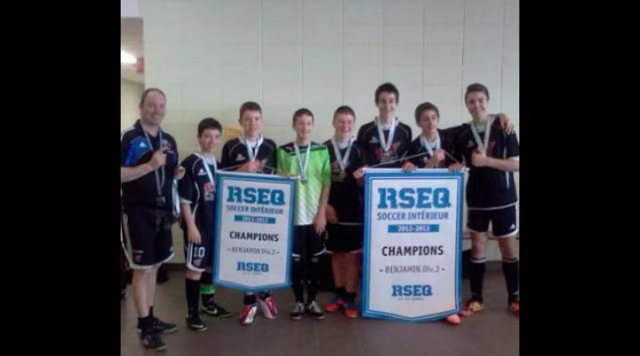 RSEQ
SOCCER INTÉRIEUR
2012-2013
CHAMPIONS
- BENJAMIN Div.2 -
RSEQ
RSEQ
SOCCER INTÉRIEUR
2012-2013
CHAMPIONS
- BENJAMIN Div.2 -
RSEQ
10